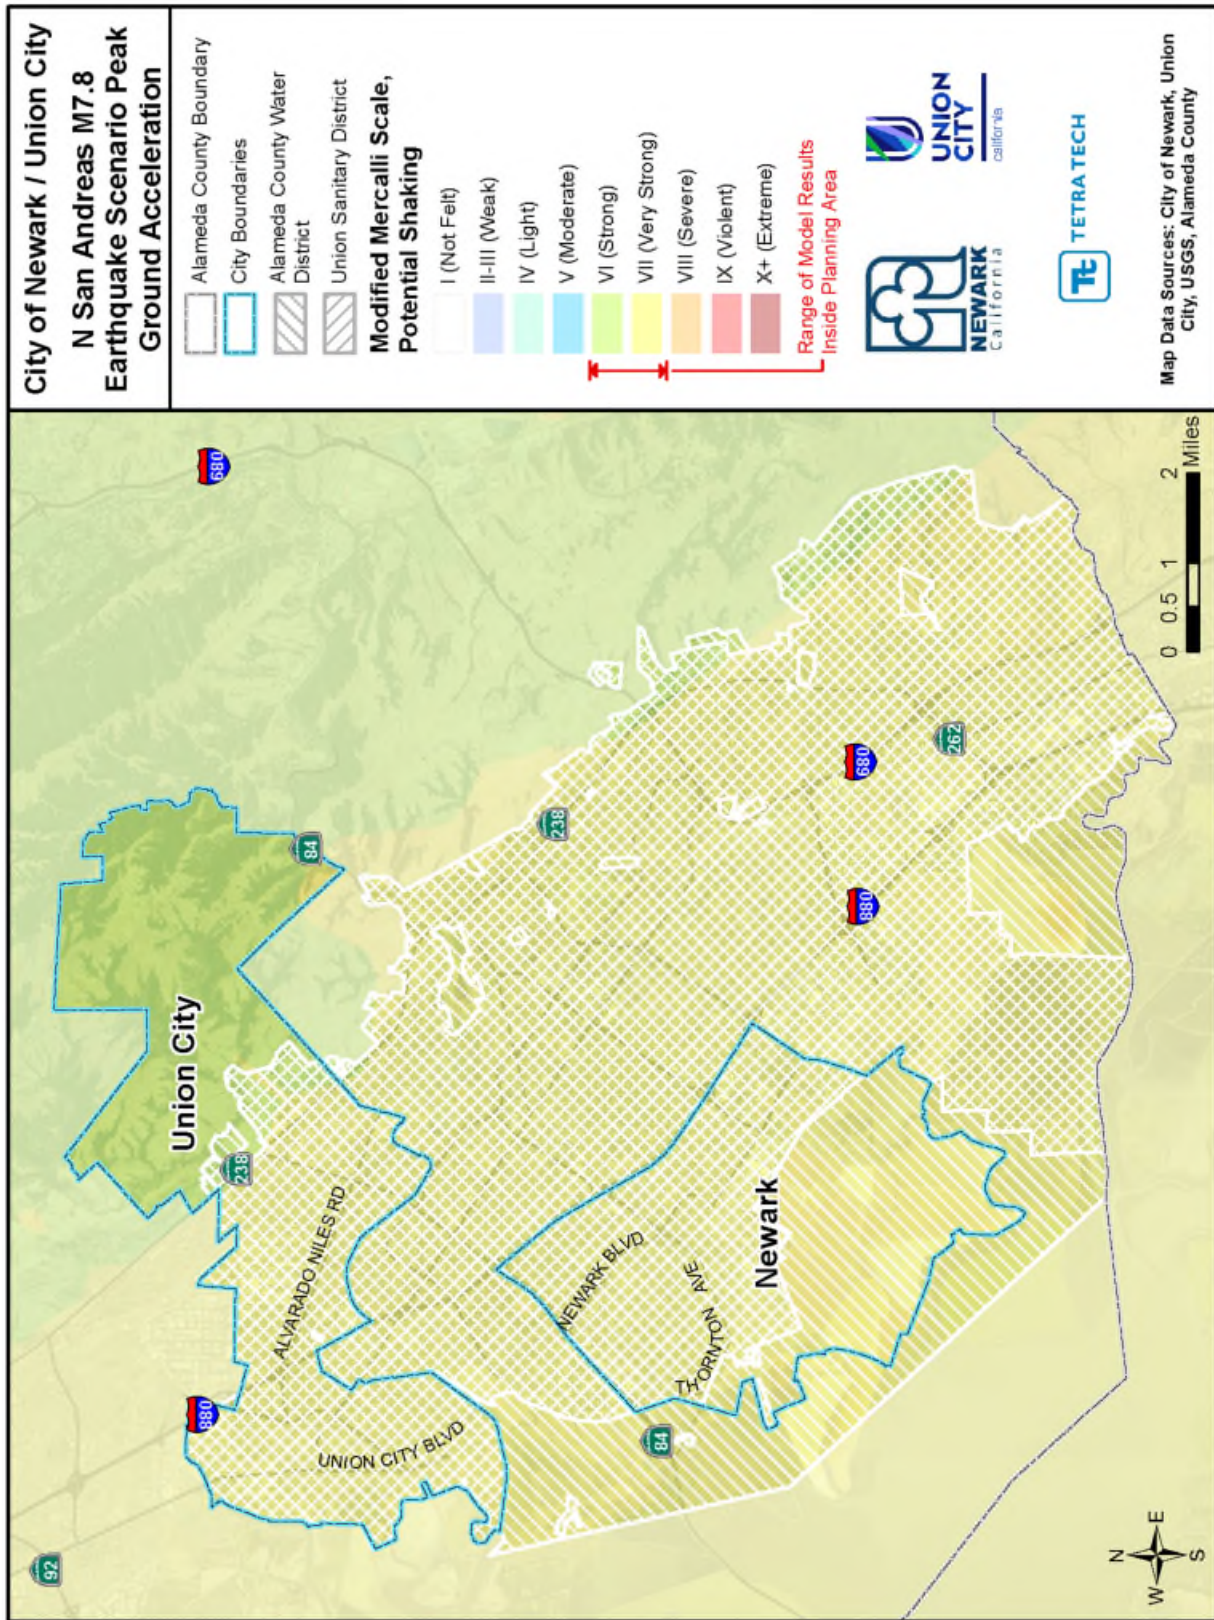 City of Newark / Union City
N San Andreas M7.8
Earthquake Scenario Peak
Ground Acceleration
Alameda County Boundary
City Boundaries
Alameda County Water
District
Union Sanitary District
Modified Mercalli Scale,
Potential Shaking
I (Not Felt)
II-III (Weak)
IV (Light)
V (Moderate)
VI (Strong)
VII (Very Strong)
VIII (Severe)
IX (Violent)
X+ (Extreme)
Range of Model Results
Inside Planning Area
NEWARK
California
UNION
CITY
california
Tt TETRA TECH
Map Data Sources: City of Newark, Union
City, USGS, Alameda County
92
880
680
238
Union City
84
ALVARADO NILES RD
UNION CITY BLVD
238
NEWARK BLVD
THORNTON AVE
84
Newark
880
680
262
N
W E
S
0 0.5 1 2
Miles